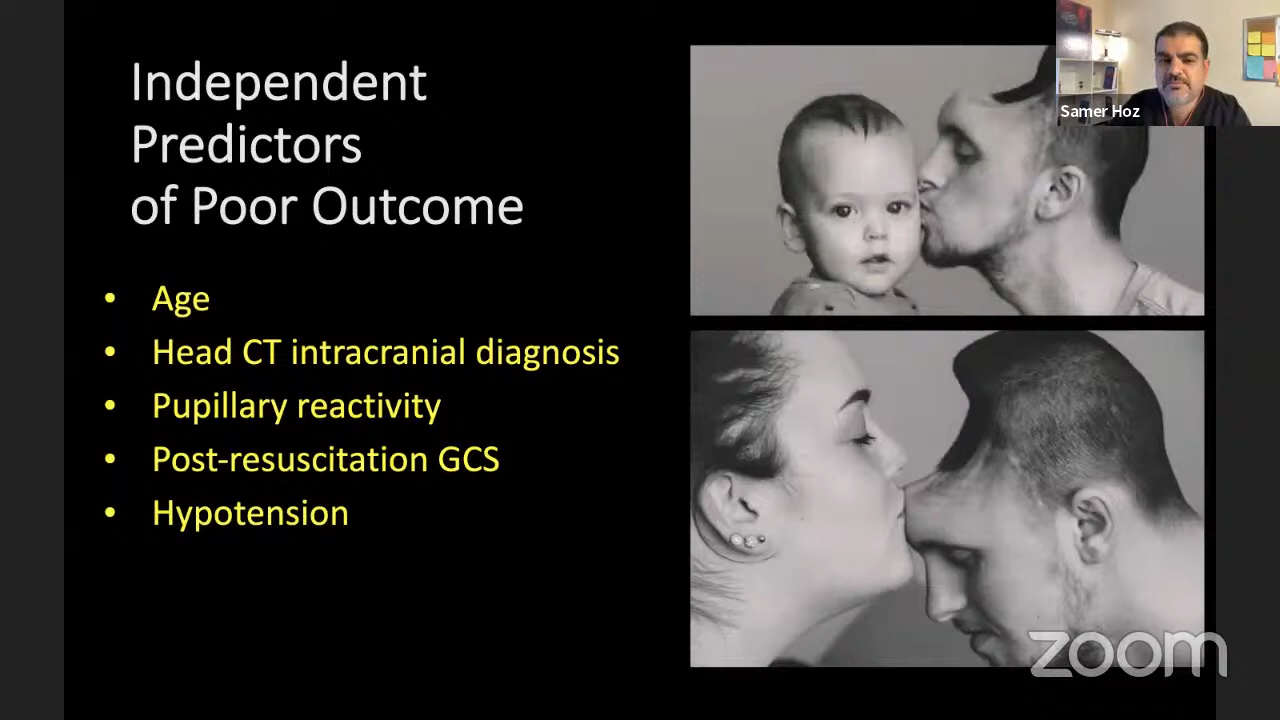 Independent
Predictors
of Poor Outcome
• Age
• Head CT intracranial diagnosis
• Pupillary reactivity
• Post-resuscitation GCS
• Hypotension
Samer Hoz
zoom